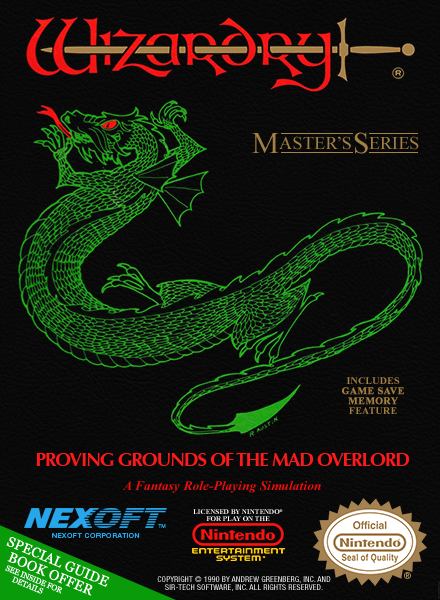 Wizardry
®
MASTER'S SERIES
INCLUDES
GAME SAVE
MEMORY
FEATURE
PROVING GROUNDS OF THE MAD OVERLORD
A Fantasy Role-Playing Simulation
NEXOFT™
NEXOFT CORPORATION
LICENSED BY NINTENDO®
FOR PLAY ON THE
Nintendo
ENTERTAINMENT
SYSTEM™
Official
Nintendo
Seal of Quality
®
SPECIAL GUIDE
BOOK OFFER
SEE INSIDE FOR
DETAILS
COPYRIGHT © 1990 BY ANDREW GREENBERG, INC. AND
SIR-TECH SOFTWARE, INC. ALL RIGHTS RESERVED.